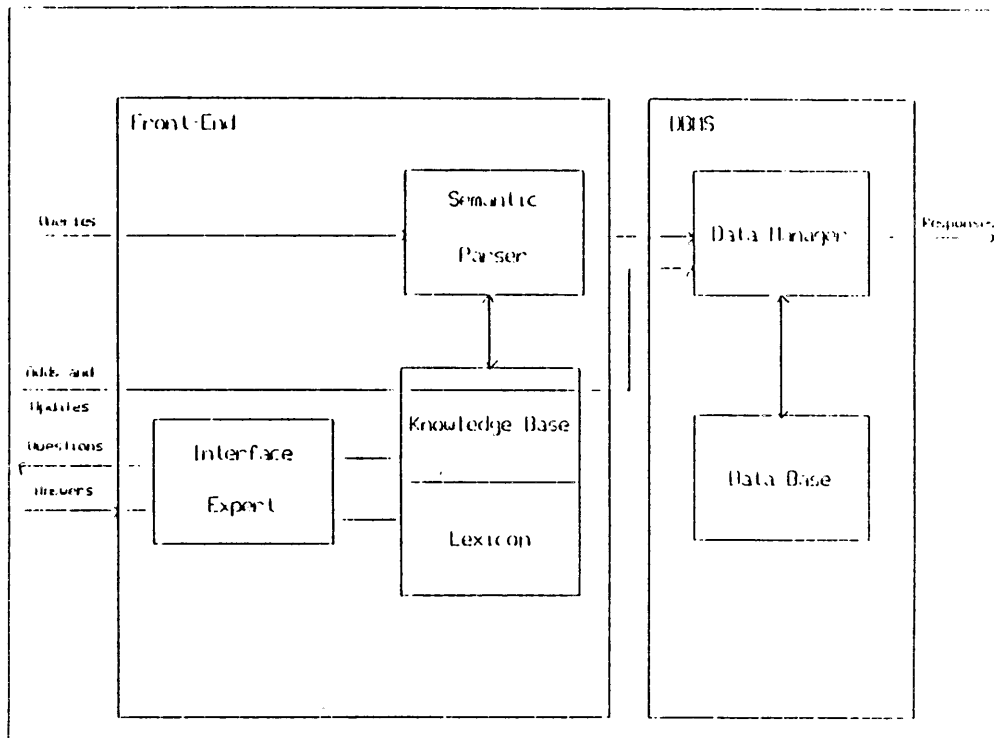 Front-End
DBMS
Semantic
Parser
Queries
Data Manager
Responses
Adds and
Updates
Knowledge Base
Questions
Interface
Expert
Answers
Data Base
Lexicon